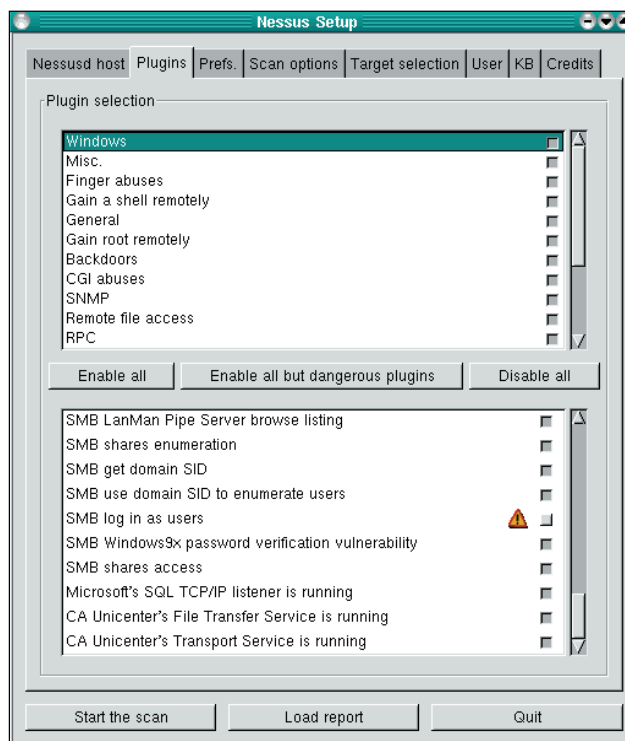 Nessus Setup
Nessusd host Plugins Prefs. Scan options Target selection User KB Credits
Plugin selection
Windows
Misc.
Finger abuses
Gain a shell remotely
General
Gain root remotely
Backdoors
CGI abuses
SNMP
Remote file access
RPC
Enable all Enable all but dangerous plugins Disable all
SMB LanMan Pipe Server browse listing
SMB shares enumeration
SMB get domain SID
SMB use domain SID to enumerate users
SMB log in as users
SMB Windows9x password verification vulnerability
SMB shares access
Microsoft's SQL TCP/IP listener is running
CA Unicenter's File Transfer Service is running
CA Unicenter's Transport Service is running
Start the scan Load report Quit